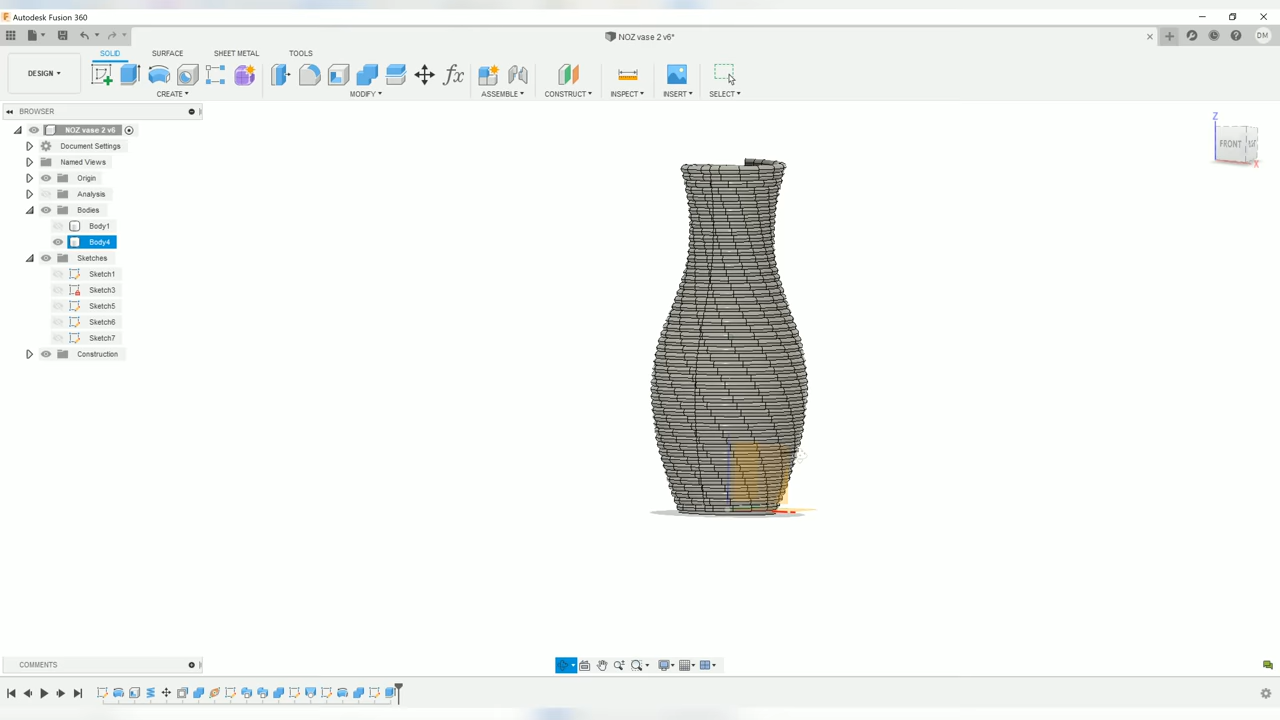 Autodesk Fusion 360
NOZ vase 2 v6*
DM
SOLID SURFACE SHEET METAL TOOLS
DESIGN
fx
CREATE MODIFY ASSEMBLE CONSTRUCT INSPECT INSERT SELECT
BROWSER
NOZ vase 2 v6
Document Settings
Named Views
Origin
Analysis
Bodies
Body1
Body4
Sketches
Sketch1
Sketch3
Sketch5
Sketch6
Sketch7
Construction
Z
FRONT
X
COMMENTS